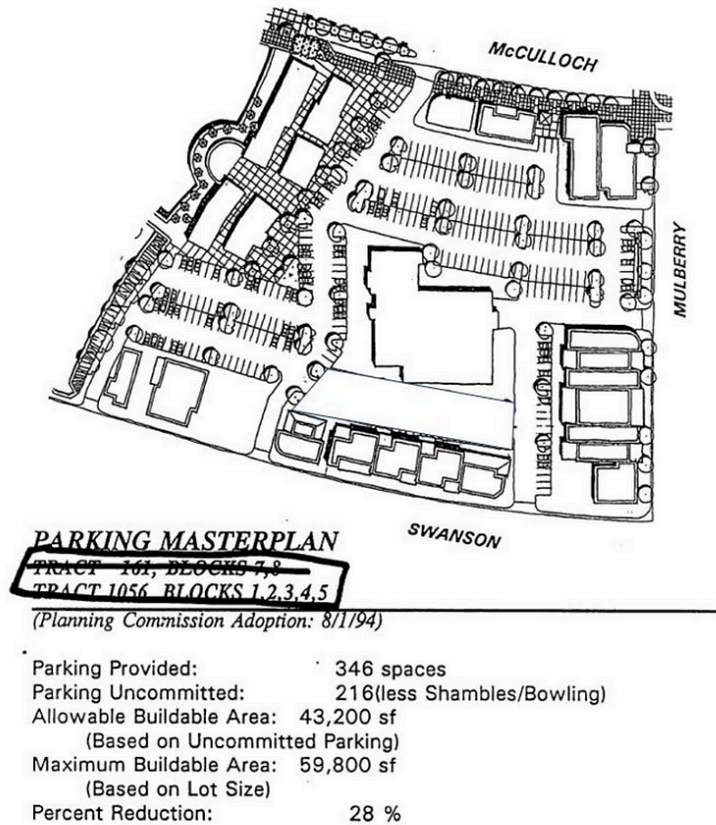 McCULLOCH
MULBERRY
SWANSON
PARKING MASTERPLAN
TRACT 161, BLOCKS 7,8
TRACT 1056, BLOCKS 1,2,3,4,5
(Planning Commission Adoption: 8/1/94)
Parking Provided: 346 spaces
Parking Uncommitted: 216(less Shambles/Bowling)
Allowable Buildable Area: 43,200 sf
(Based on Uncommitted Parking)
Maximum Buildable Area: 59,800 sf
(Based on Lot Size)
Percent Reduction: 28 %